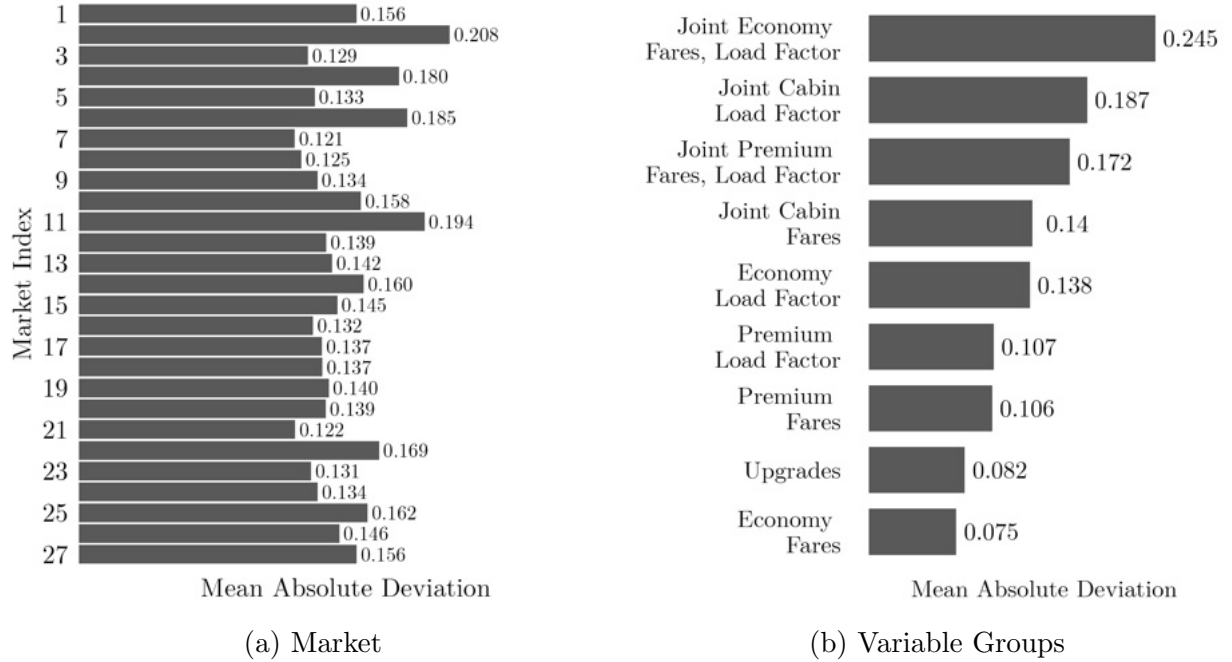 1
0.156
0.208
3
0.129
0.180
5
0.133
0.185
7
0.121
0.125
9
0.134
0.158
11
0.194
0.139
13
0.142
0.160
15
0.145
0.132
17
0.137
0.137
19
0.140
0.139
21
0.122
0.169
23
0.131
0.134
25
0.162
0.146
27
0.156
Market Index
Mean Absolute Deviation
(a) Market
Joint Economy
Fares, Load Factor
0.245
Joint Cabin
Load Factor
0.187
Joint Premium
Fares, Load Factor
0.172
Joint Cabin
Fares
0.14
Economy
Load Factor
0.138
Premium
Load Factor
0.107
Premium
Fares
0.106
Upgrades
0.082
Economy
Fares
0.075
Mean Absolute Deviation
(b) Variable Groups